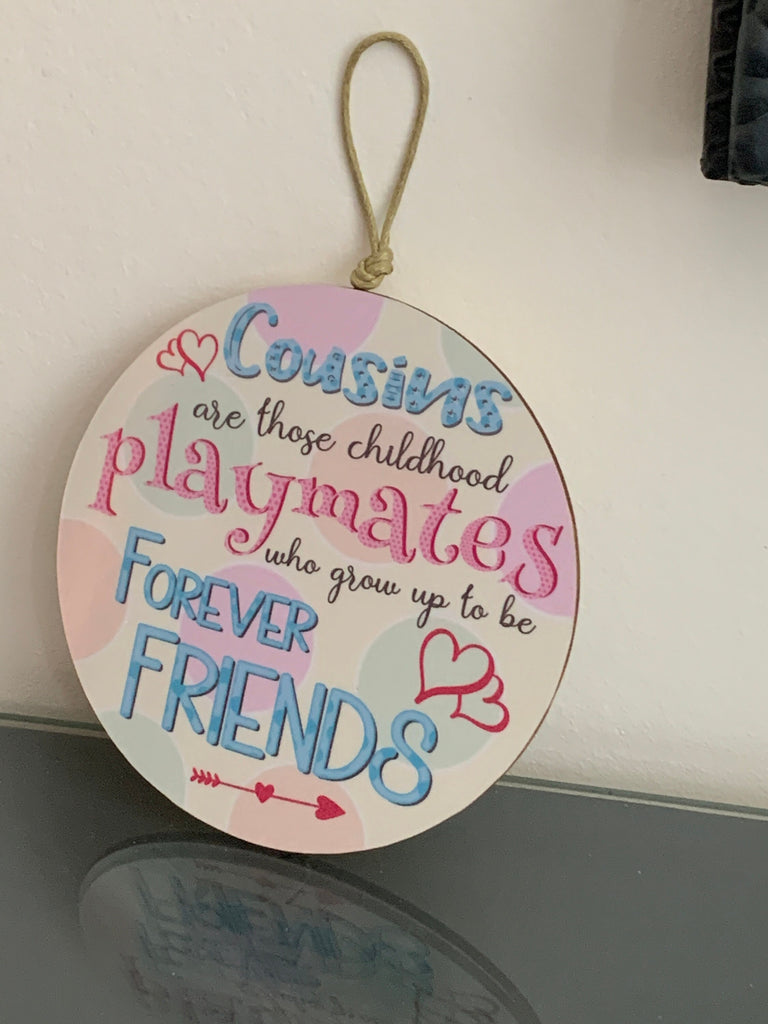 Cousins
are those childhood
playmates
who grow up to be
FOREVER
FRIENDS